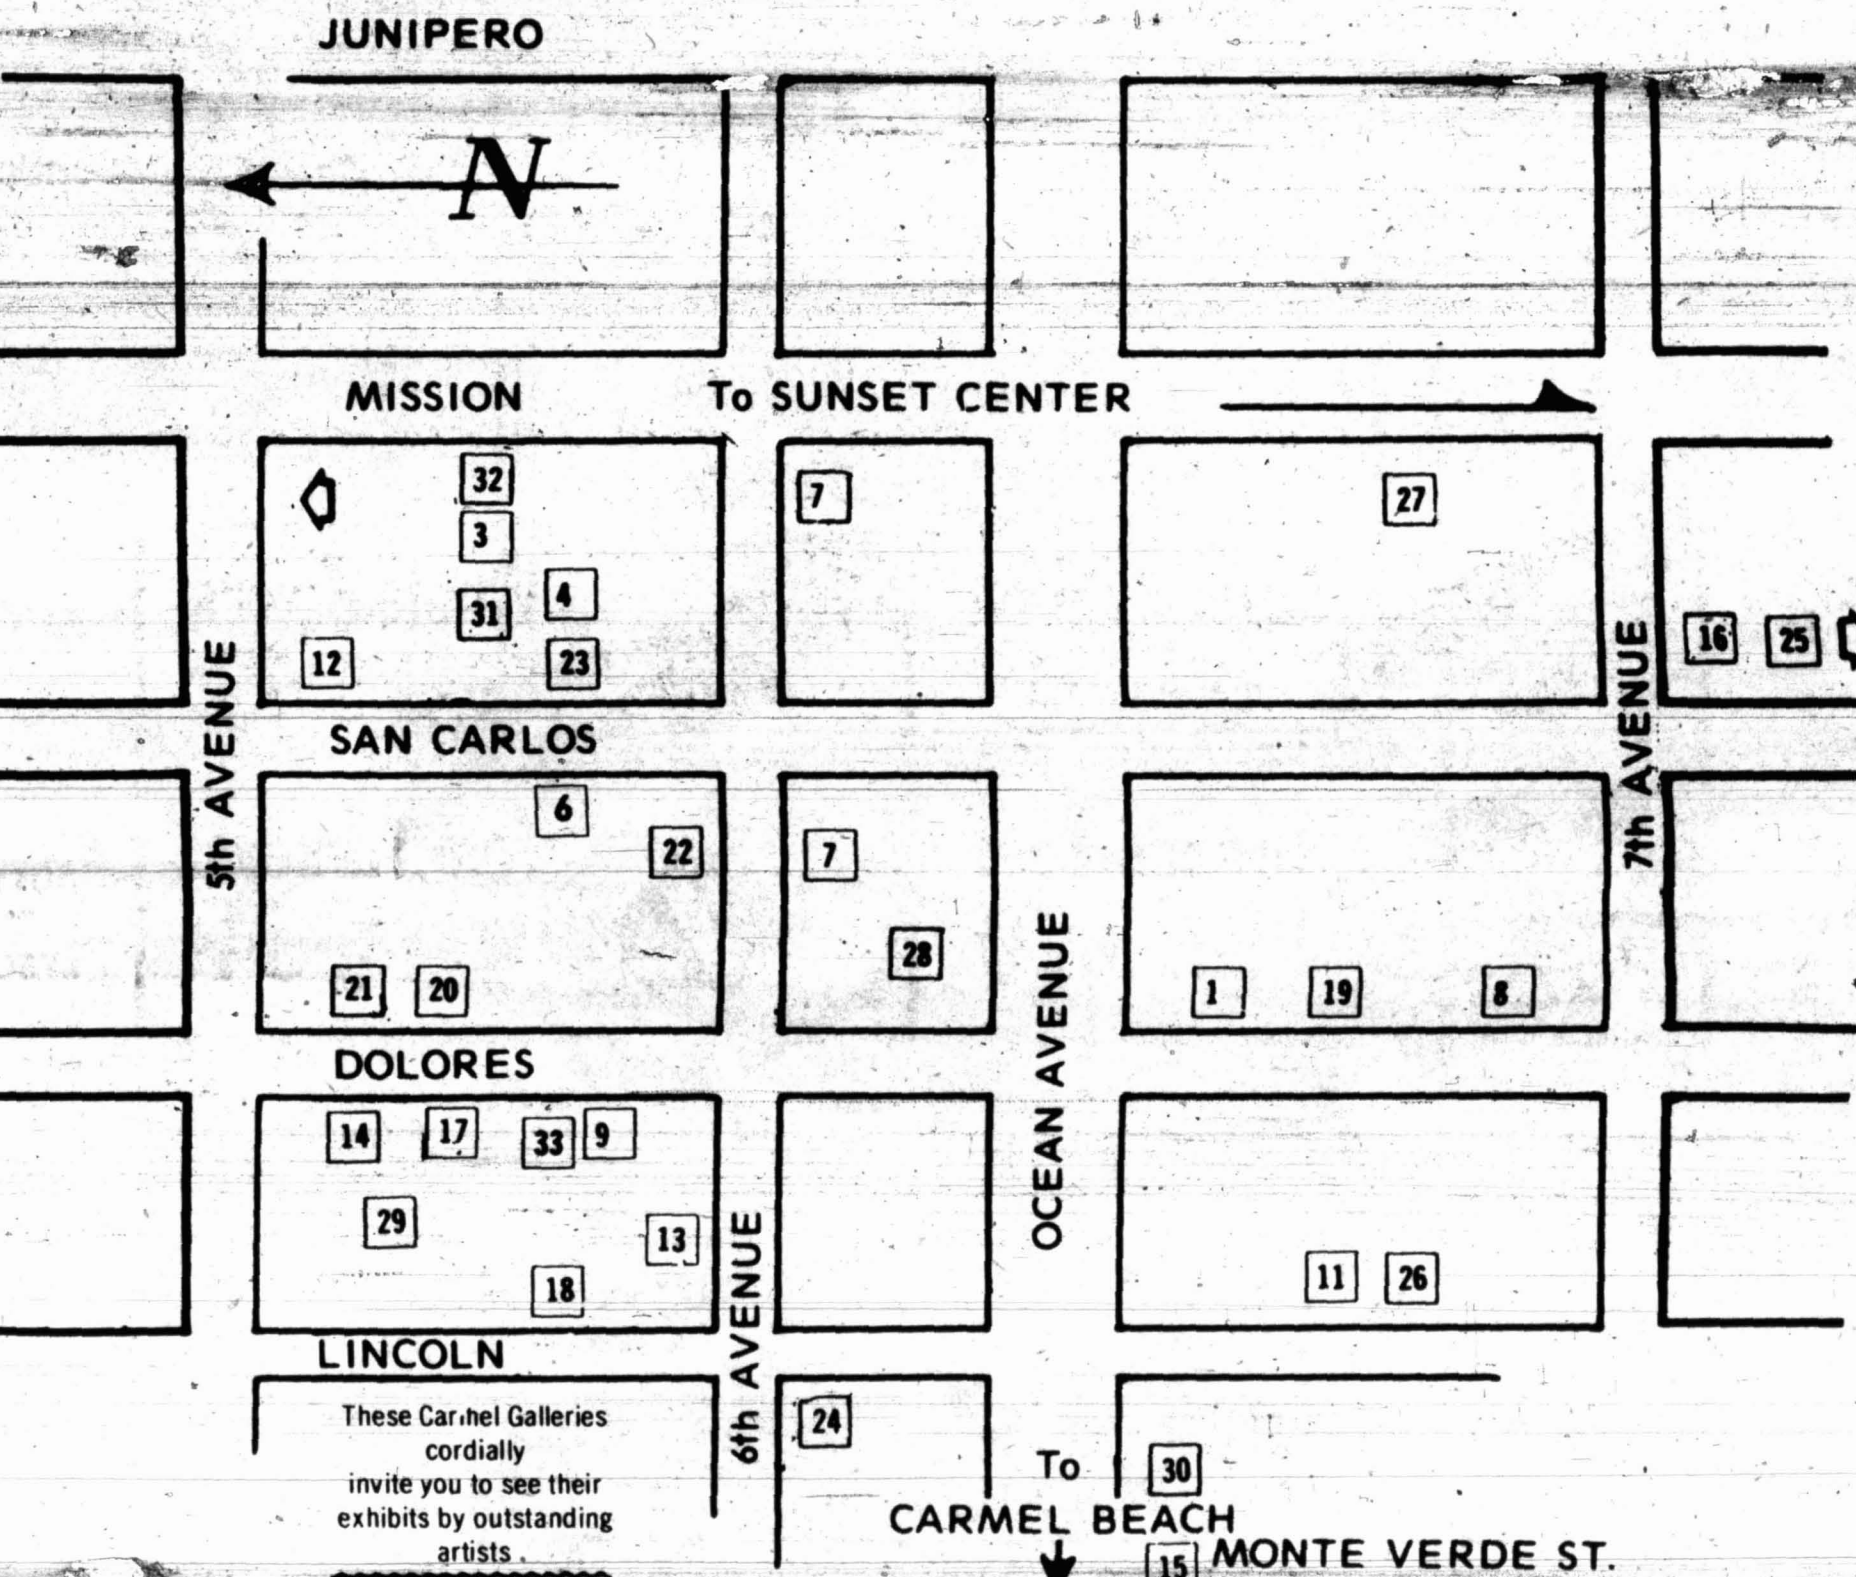 JUNIPERO
N
MISSION
To SUNSET CENTER
32
7
27
3
4
31
16
25
12
23
5th AVENUE
7th AVENUE
SAN CARLOS
6
22
7
28
21
20
1
19
8
OCEAN AVENUE
DOLORES
14
17
33
9
29
13
18
11
26
6th AVENUE
LINCOLN
These Carmel Galleries
cordially
invite you to see their
exhibits by outstanding
artists.
24
To
30
CARMEL BEACH
15
MONTE VERDE ST.